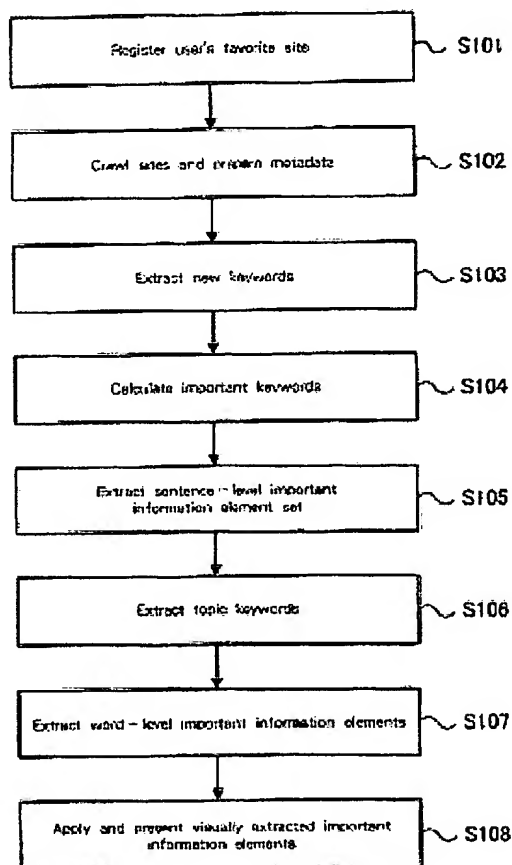 Register user's favorite site
S101
Crawl sites and prepare metadate
S102
Extract new keywords
S103
Calculate important keywords
S104
Extract sentence-level important
information element set
S105
Extract topic keywords
S106
Extract word-level important information elements
S107
Apply and present visually extracted important
information elements
S108